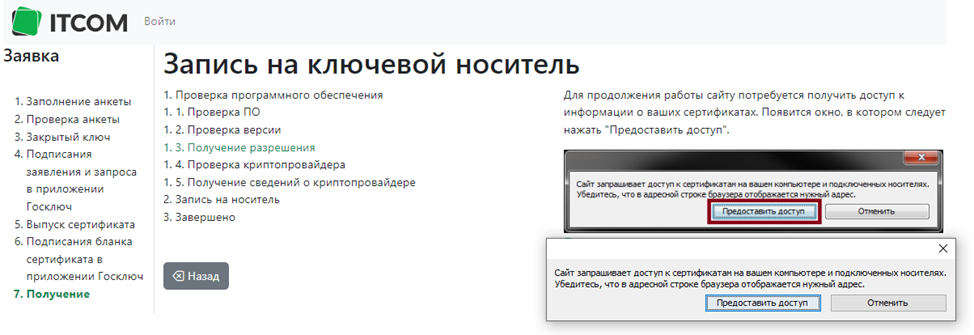 ITCOM
Войти
Заявка
1. Заполнение анкеты
2. Проверка анкеты
3. Закрытый ключ
4. Подписания
заявления и запроса
в приложении
Госключ
5. Выпуск сертификата
6. Подписания бланка
сертификата в
приложении Госключ
7. Получение
Запись на ключевой носитель
1. Проверка программного обеспечения
1. 1. Проверка ПО
1. 2. Проверка версии
1. 3. Получение разрешения
1. 4. Проверка криптопровайдера
1. 5. Получение сведений о криптопровайдере
2. Запись на носитель
3. Завершено
Назад
Для продолжения работы сайту потребуется получить доступ к
информации о ваших сертификатах. Появится окно, в котором следует
нажать "Предоставить доступ".
Сайт запрашивает доступ к сертификатам на вашем компьютере и подключенных носителях.
Убедитесь, что в адресной строке браузера отображается нужный адрес.
Предоставить доступ
Отменить
Сайт запрашивает доступ к сертификатам на вашем компьютере и подключенных носителях.
Убедитесь, что в адресной строке браузера отображается нужный адрес.
Предоставить доступ
Отменить